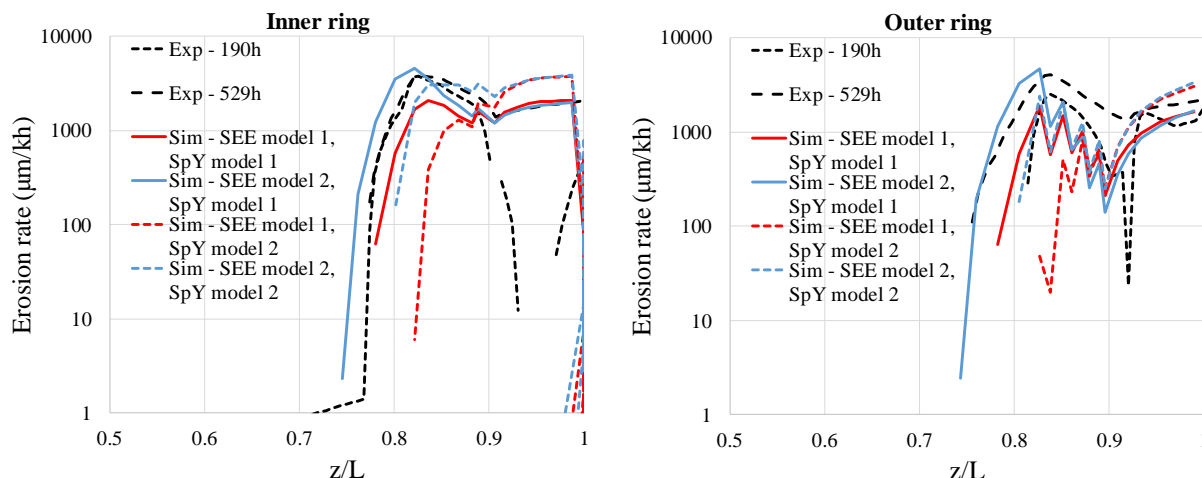 Inner ring
10000
1000
100
10
1
Erosion rate (µm/kh)
Exp - 190h
Exp - 529h
Sim - SEE model 1,
SpY model 1
Sim - SEE model 2,
SpY model 1
Sim - SEE model 1,
SpY model 2
Sim - SEE model 2,
SpY model 2
0.5 0.6 0.7 0.8 0.9 1
z/L
Outer ring
10000
1000
100
10
1
Erosion rate (µm/kh)
Exp - 190h
Exp - 529h
Sim - SEE model 1,
SpY model 1
Sim - SEE model 2,
SpY model 1
Sim - SEE model 1,
SpY model 2
Sim - SEE model 2,
SpY model 2
0.5 0.6 0.7 0.8 0.9
z/L